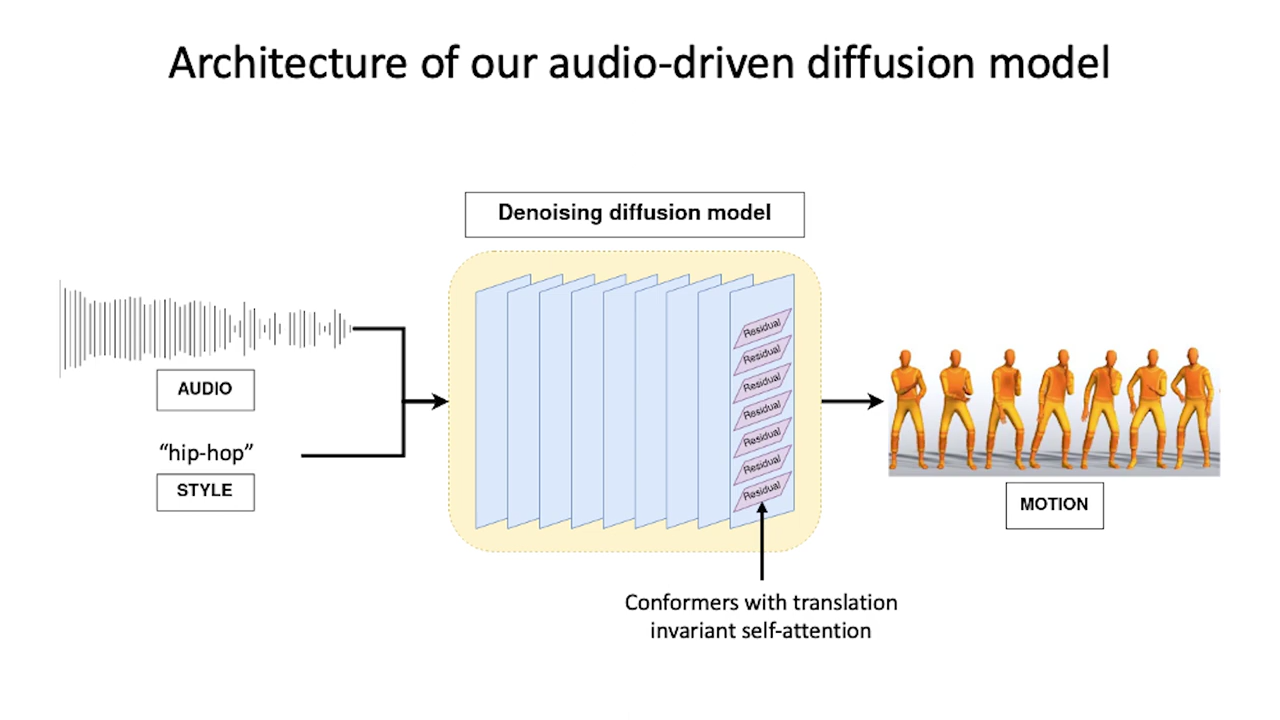 Architecture of our audio-driven diffusion model
Denoising diffusion model
AUDIO
“hip-hop”
STYLE
Residual
Residual
Residual
Residual
Residual
Residual
Residual
MOTION
Conformers with translation
invariant self-attention